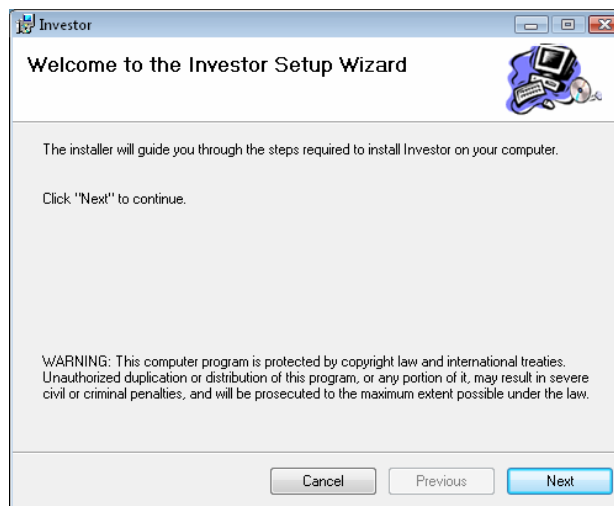 Investor
Welcome to the Investor Setup Wizard
The installer will guide you through the steps required to install Investor on your computer.
Click "Next" to continue.
WARNING: This computer program is protected by copyright law and international treaties.
Unauthorized duplication or distribution of this program, or any portion of it, may result in severe
civil or criminal penalties, and will be prosecuted to the maximum extent possible under the law.
Cancel Previous Next